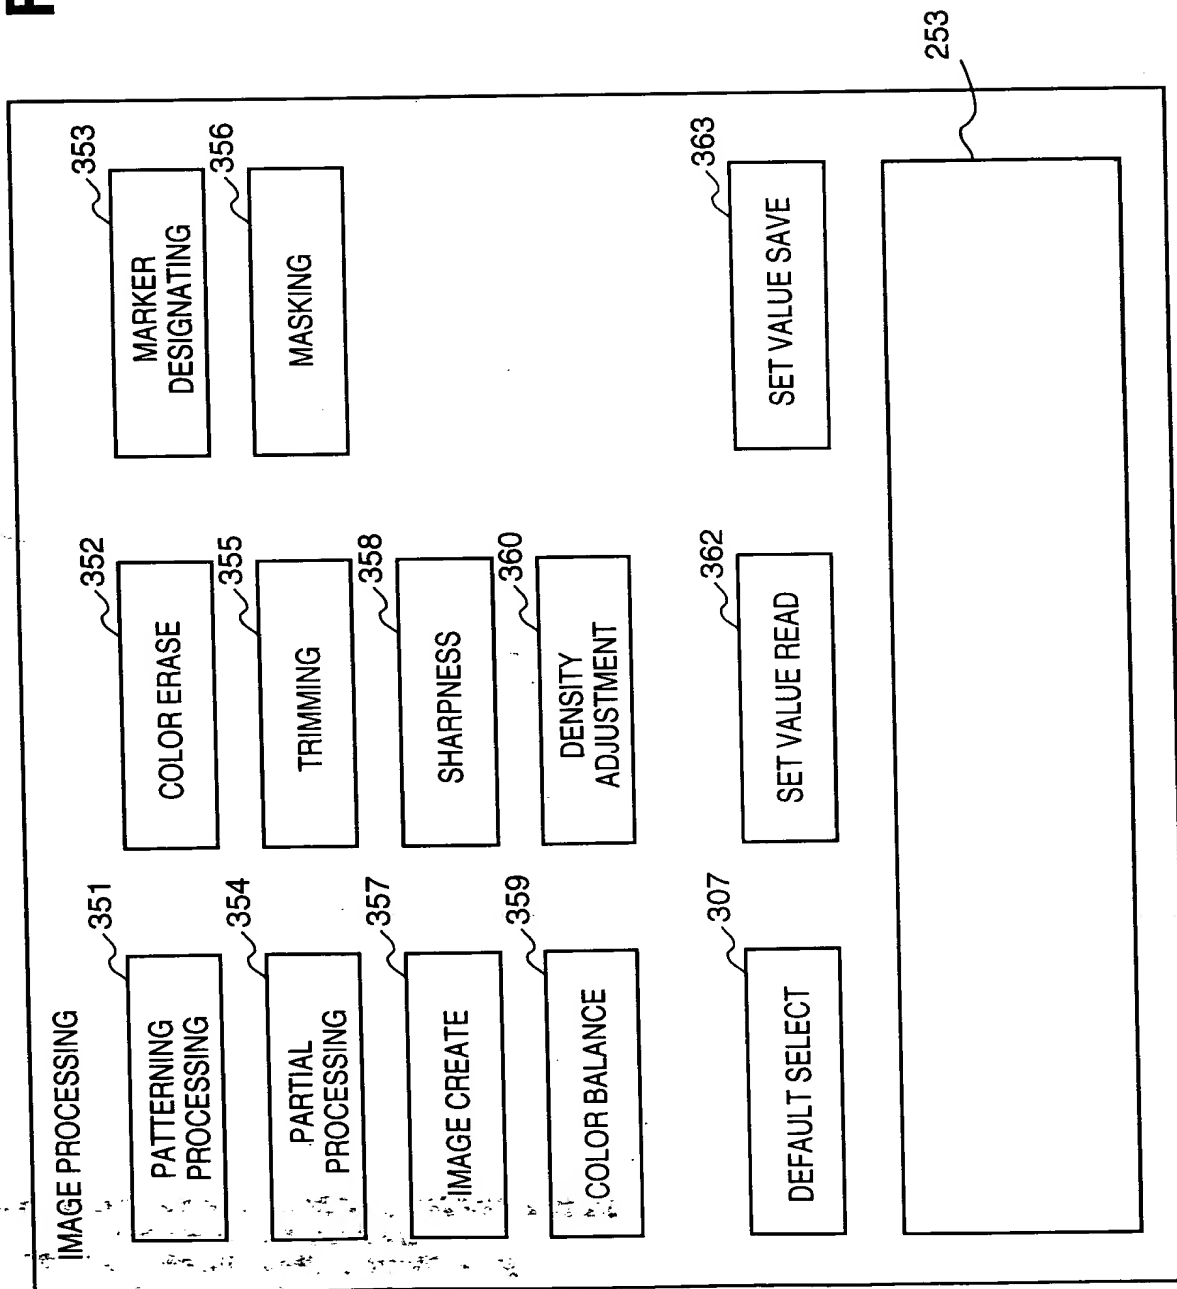 F
IMAGE PROCESSING
351
352
353
PATTERNING
PROCESSING
COLOR ERASE
MARKER
DESIGNATING
354
355
356
PARTIAL
PROCESSING
TRIMMING
MASKING
357
358
IMAGE CREATE
SHARPNESS
359
360
COLOR BALANCE
DENSITY
ADJUSTMENT
307
362
363
DEFAULT SELECT
SET VALUE READ
SET VALUE SAVE
253